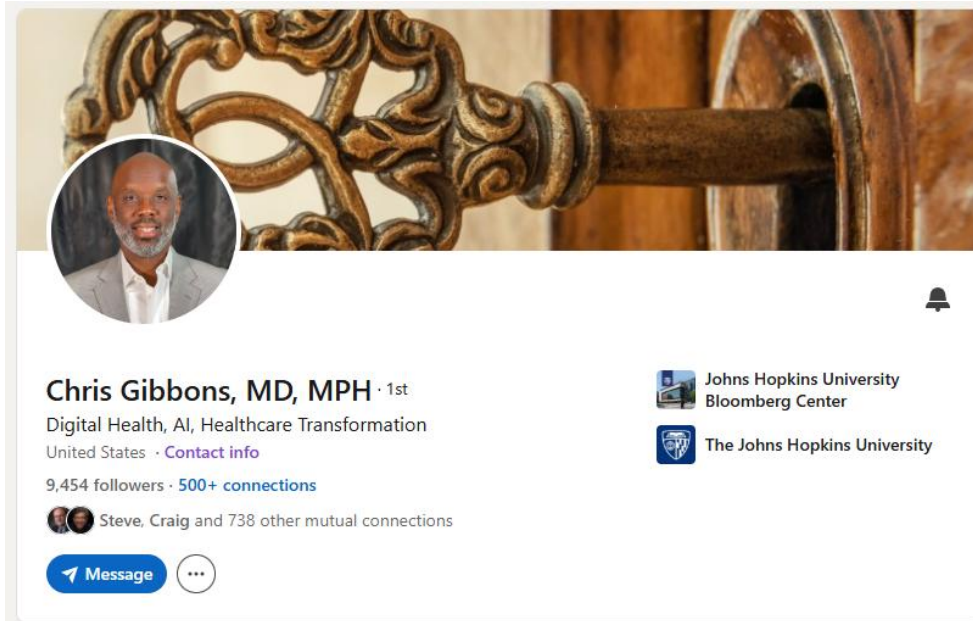 Chris Gibbons, MD, MPH · 1st
Digital Health, AI, Healthcare Transformation
United States · Contact info
9,454 followers · 500+ connections
Steve, Craig and 738 other mutual connections
Message
Johns Hopkins University
Bloomberg Center
The Johns Hopkins University